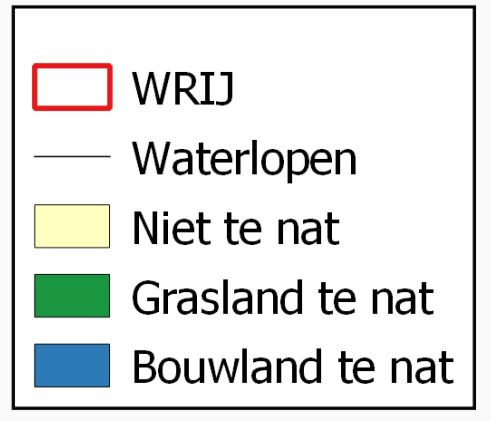 WRIJ
Waterlopen
Niet te nat
Grasland te nat
Bouwland te nat